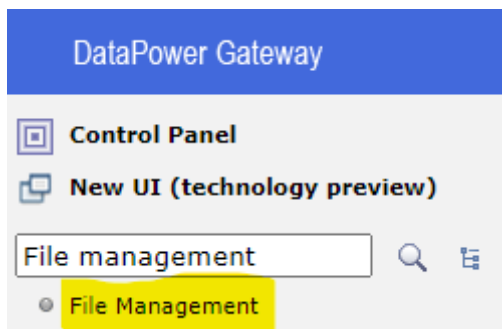 DataPower Gateway
Control Panel
New UI (technology preview)
File management
File Management